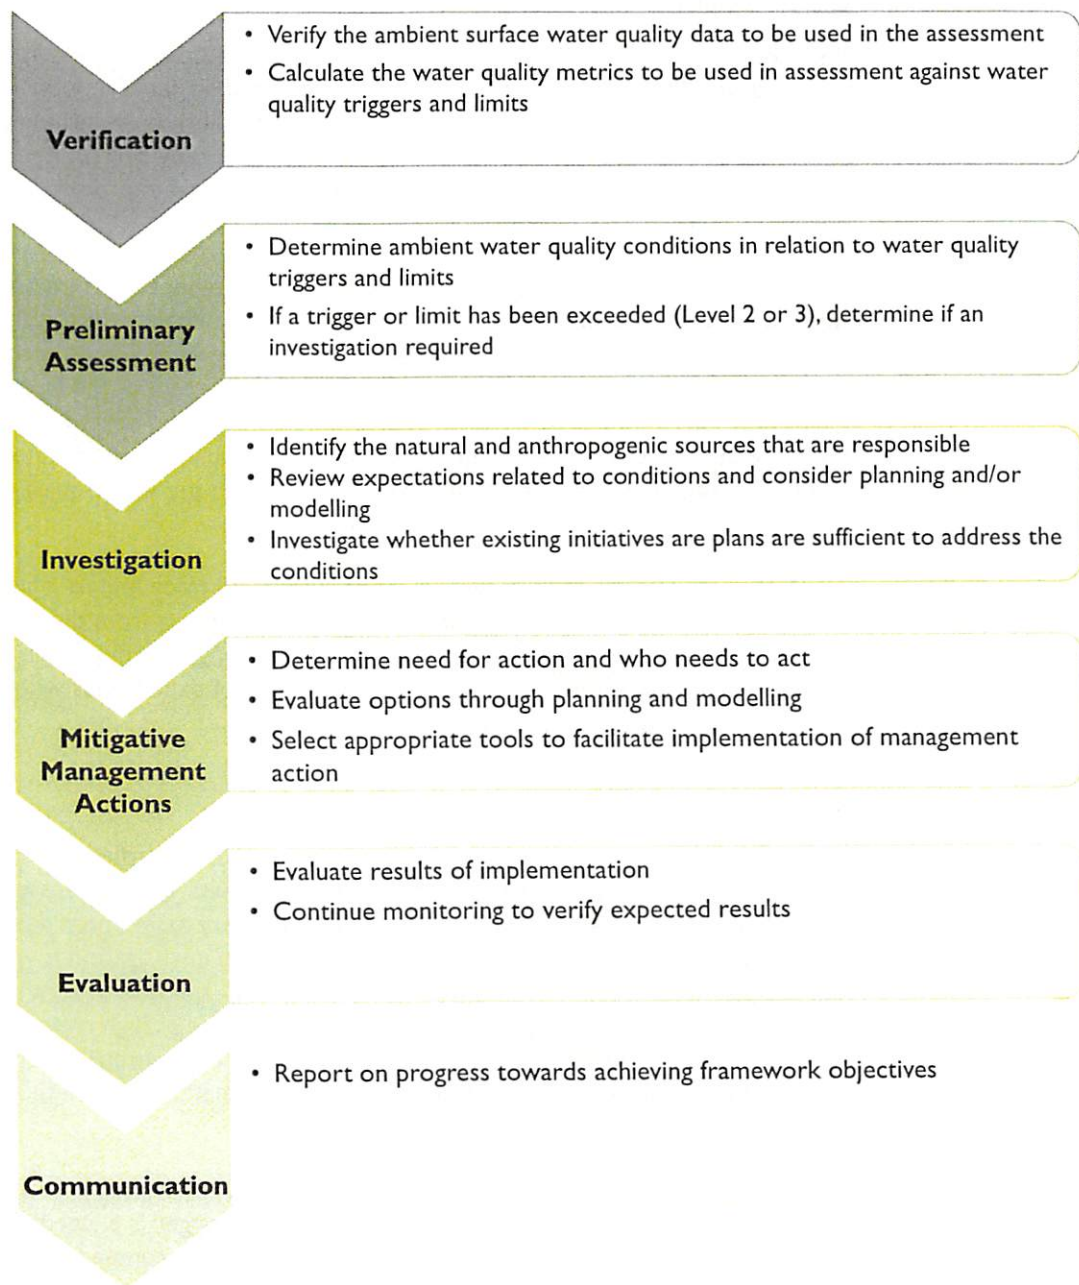 • Verify the ambient surface water quality data to be used in the assessment
• Calculate the water quality metrics to be used in assessment against water
quality triggers and limits
Verification
• Determine ambient water quality conditions in relation to water quality
triggers and limits
• If a trigger or limit has been exceeded (Level 2 or 3), determine if an
investigation required
Preliminary
Assessment
• Identify the natural and anthropogenic sources that are responsible
• Review expectations related to conditions and consider planning and/or
modelling
• Investigate whether existing initiatives are plans are sufficient to address the
conditions
Investigation
• Determine need for action and who needs to act
• Evaluate options through planning and modelling
• Select appropriate tools to facilitate implementation of management
action
Mitigative
Management
Actions
• Evaluate results of implementation
• Continue monitoring to verify expected results
Evaluation
• Report on progress towards achieving framework objectives
Communication